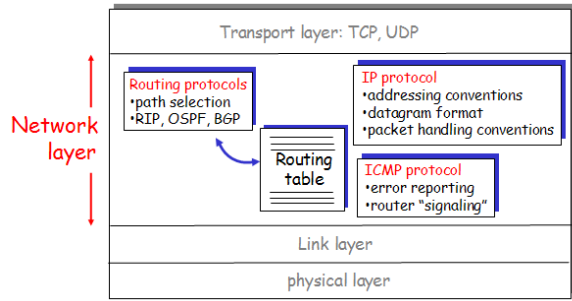 Transport layer: TCP, UDP
Network
layer
Routing protocols
•path selection
•RIP, OSPF, BGP
Routing
table
IP protocol
•addressing conventions
•datagram format
•packet handling conventions
ICMP protocol
•error reporting
•router “signaling”
Link layer
physical layer